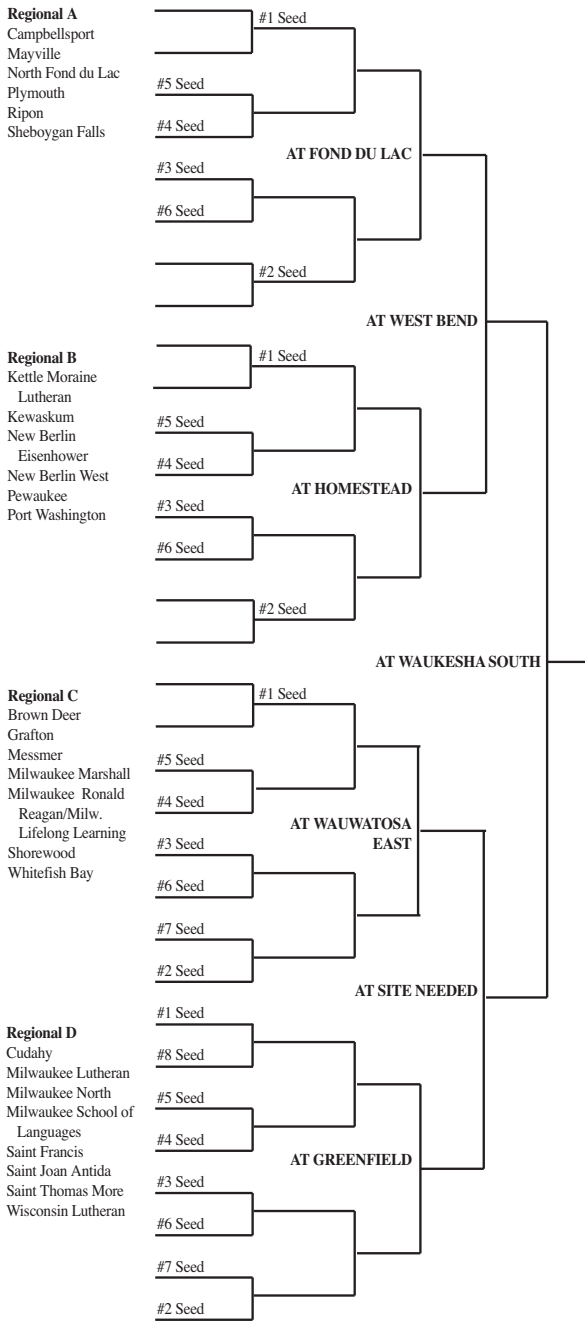 Regional A
Campbellsport
Mayville
North Fond du Lac
Plymouth
Ripon
Sheboygan Falls
#1 Seed
#5 Seed
#4 Seed
#3 Seed
#6 Seed
#2 Seed
AT FOND DU LAC
AT WEST BEND
Regional B
Kettle Moraine
Lutheran
Kewaskum
New Berlin
Eisenhower
New Berlin West
Pewaukee
Port Washington
#1 Seed
#5 Seed
#4 Seed
#3 Seed
#6 Seed
#2 Seed
AT HOMESTEAD
AT WAUKESHA SOUTH
Regional C
Brown Deer
Grafton
Messmer
Milwaukee Marshall
Milwaukee Ronald
Reagan/Milw.
Lifelong Learning
Shorewood
Whitefish Bay
#1 Seed
#5 Seed
#4 Seed
#3 Seed
#6 Seed
#7 Seed
#2 Seed
AT WAUWATOSA
EAST
AT SITE NEEDED
Regional D
Cudahy
Milwaukee Lutheran
Milwaukee North
Milwaukee School of
Languages
Saint Francis
Saint Joan Antida
Saint Thomas More
Wisconsin Lutheran
#1 Seed
#8 Seed
#5 Seed
#4 Seed
#3 Seed
#6 Seed
#7 Seed
#2 Seed
AT GREENFIELD